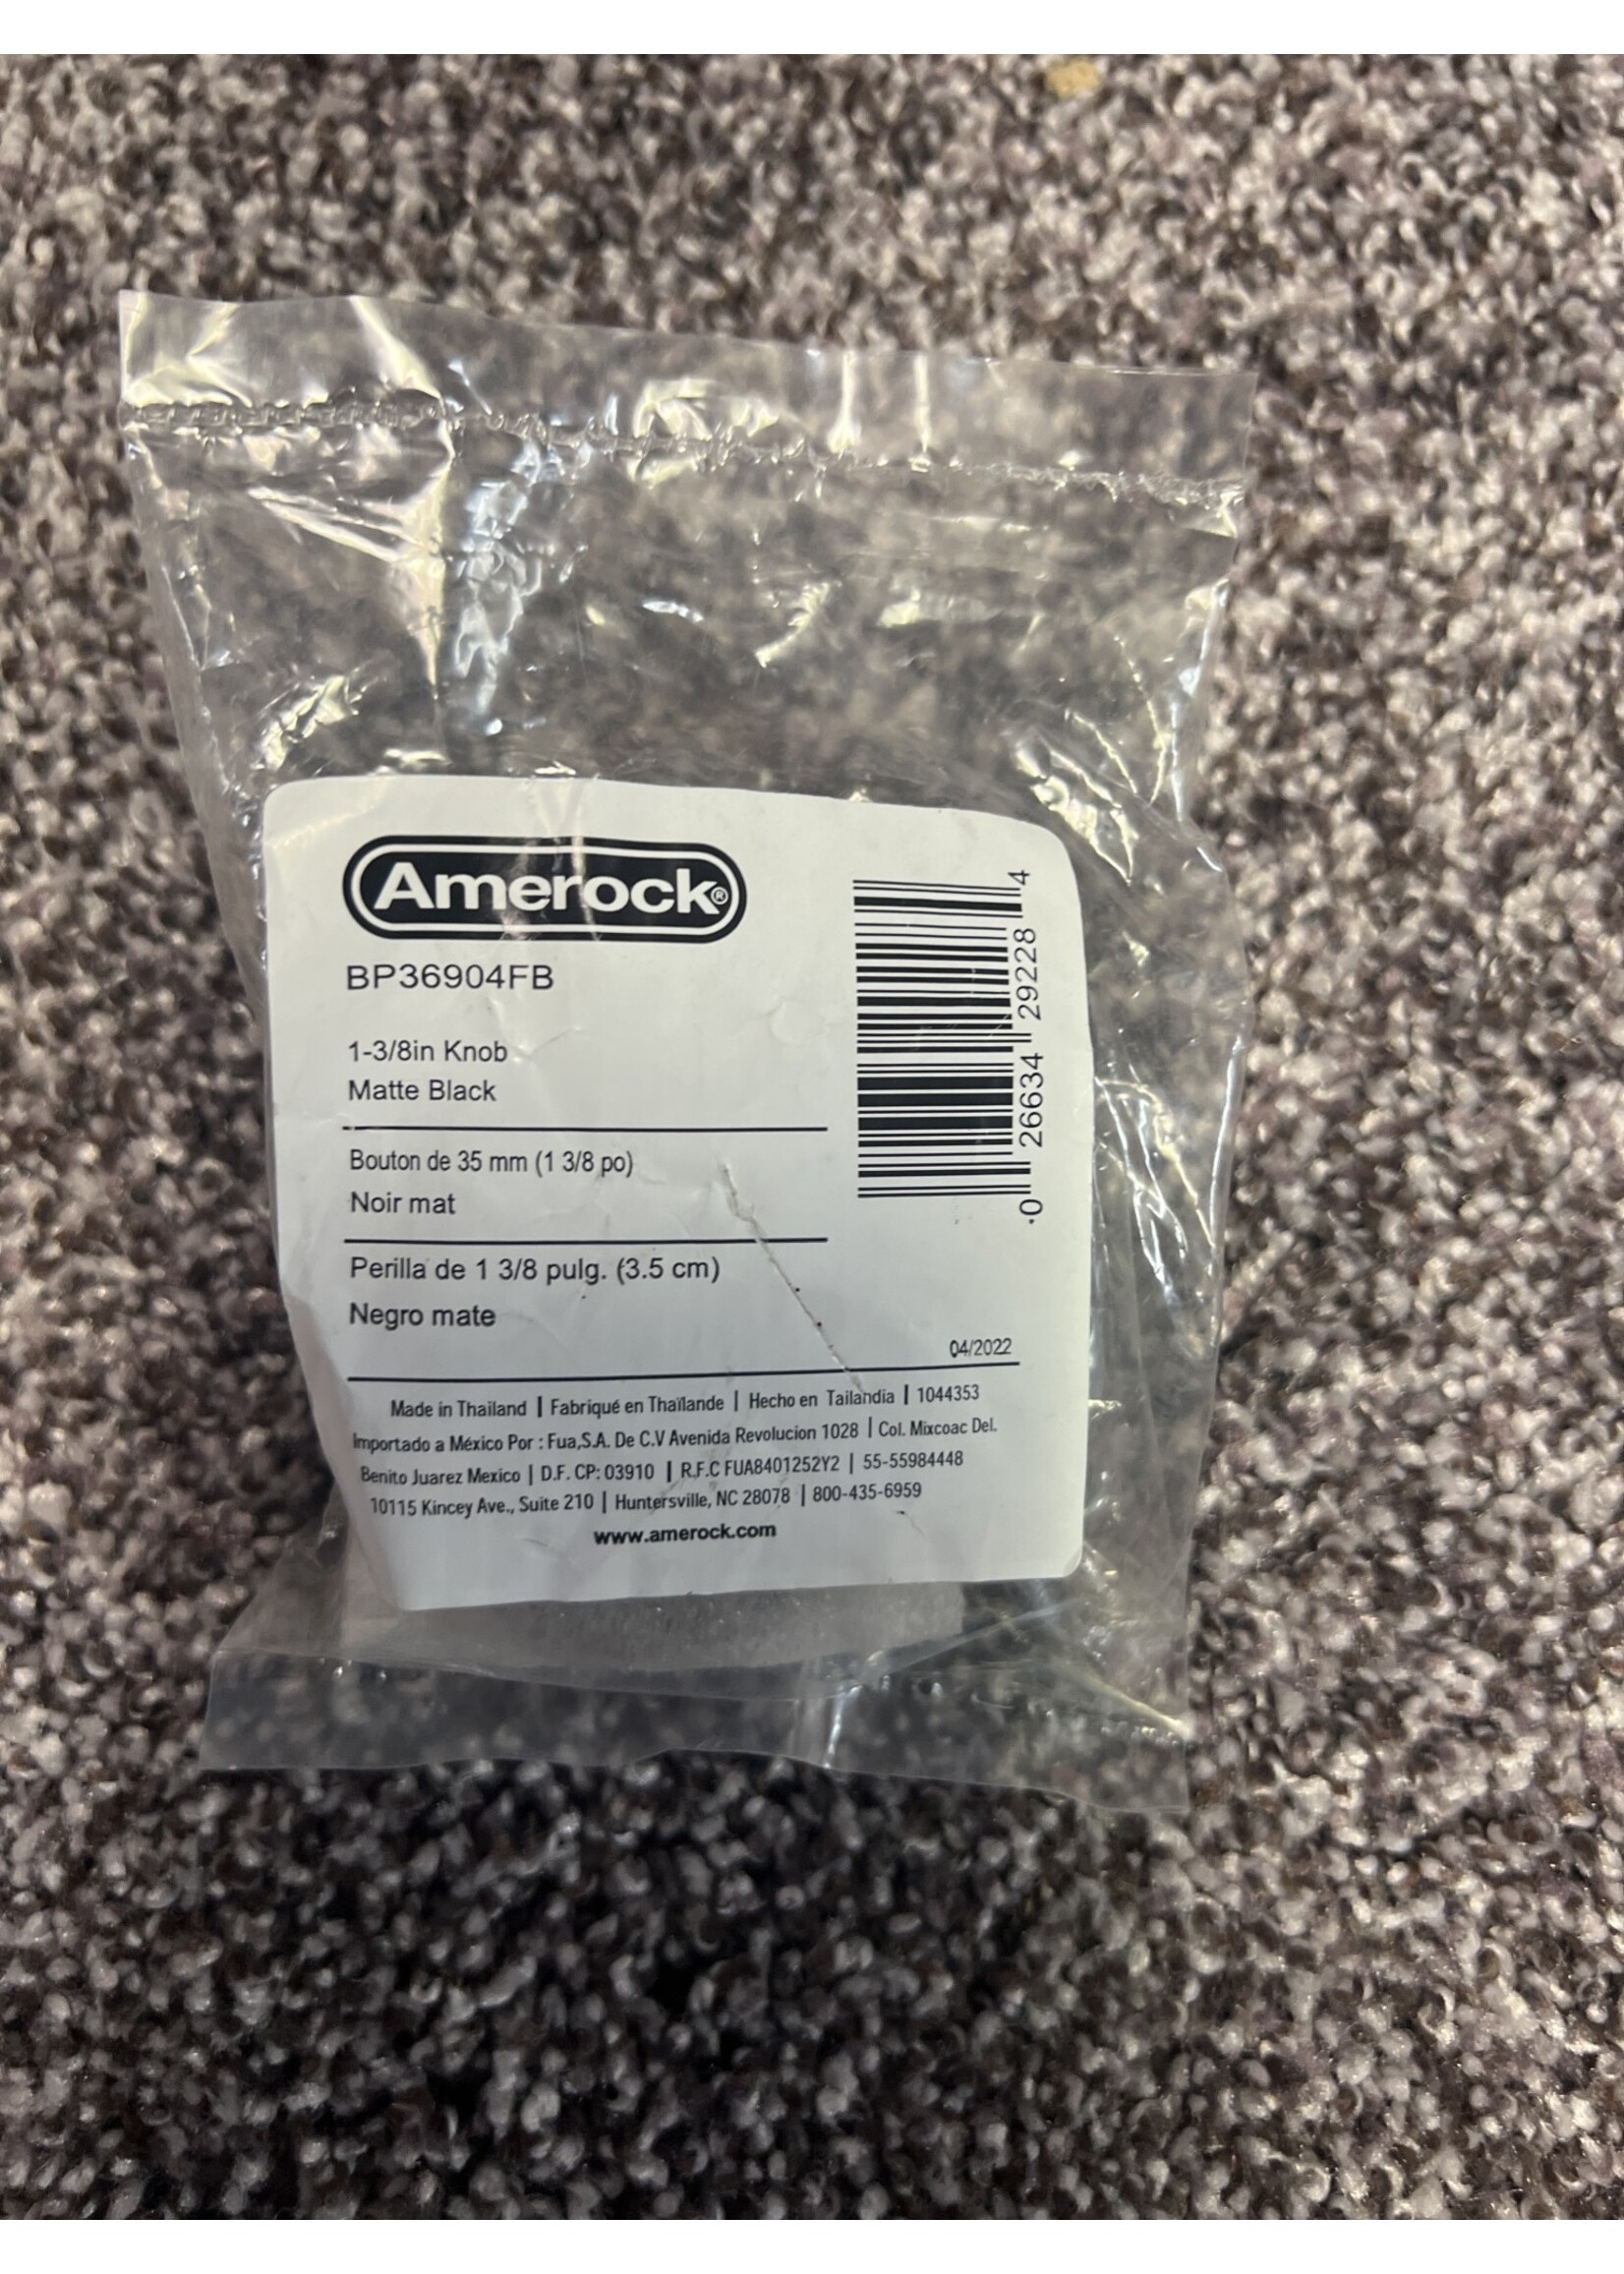 Amerock®
BP36904FB
1-3/8in Knob
Matte Black
Bouton de 35 mm (1 3/8 po)
Noir mat
Perilla de 1 3/8 pulg. (3.5 cm)
Negro mate
0 26634 29228 4
04/2022
Made in Thailand | Fabriqué en Thaïlande | Hecho en Tailandia | 1044353
Importado a México Por : Fua,S.A. De C.V Avenida Revolucion 1028 | Col. Mixcoac Del.
Benito Juarez Mexico | D.F. CP: 03910 | R.F.C FUA8401252Y2 | 55-55984448
10115 Kincey Ave., Suite 210 | Huntersville, NC 28078 | 800-435-6959
www.amerock.com